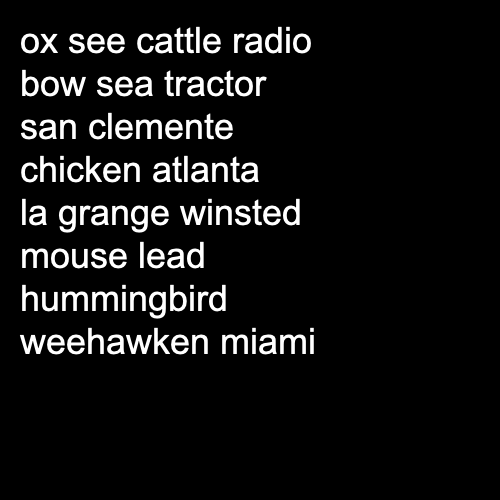 ox see cattle radio
bow sea tractor
san clemente
chicken atlanta
la grange winsted
mouse lead
hummingbird
weehawken miami